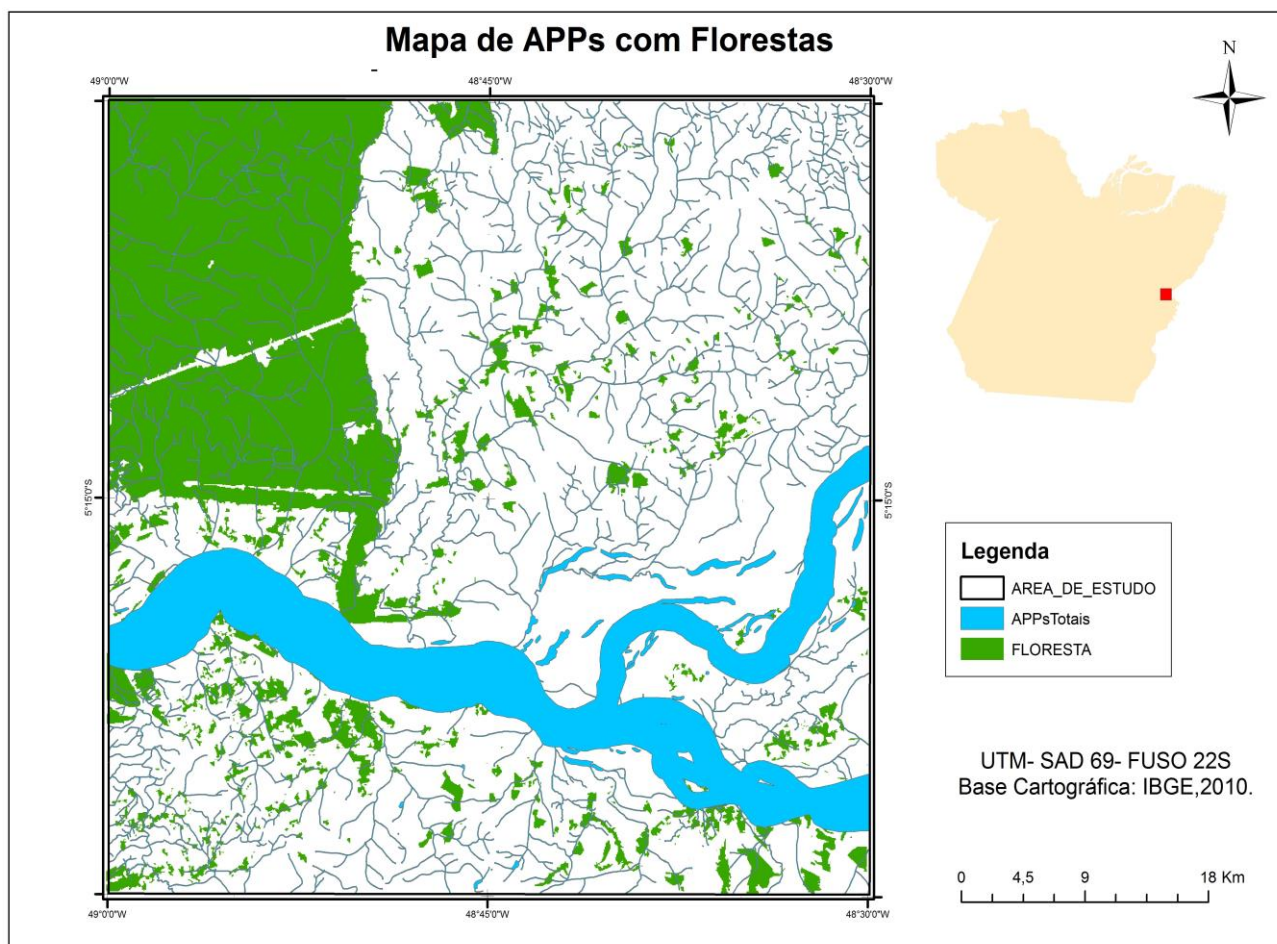 Mapa de APPs com Florestas
49°0'0"W
48°45'0"W
48°30'0"W
N
5°15'0"S
5°15'0"S
Legenda
AREA_DE_ESTUDO
APPsTotais
FLORESTA
UTM- SAD 69- FUSO 22S
Base Cartográfica: IBGE,2010.
0 4,5 9 18 Km
49°0'0"W
48°45'0"W
48°30'0"W